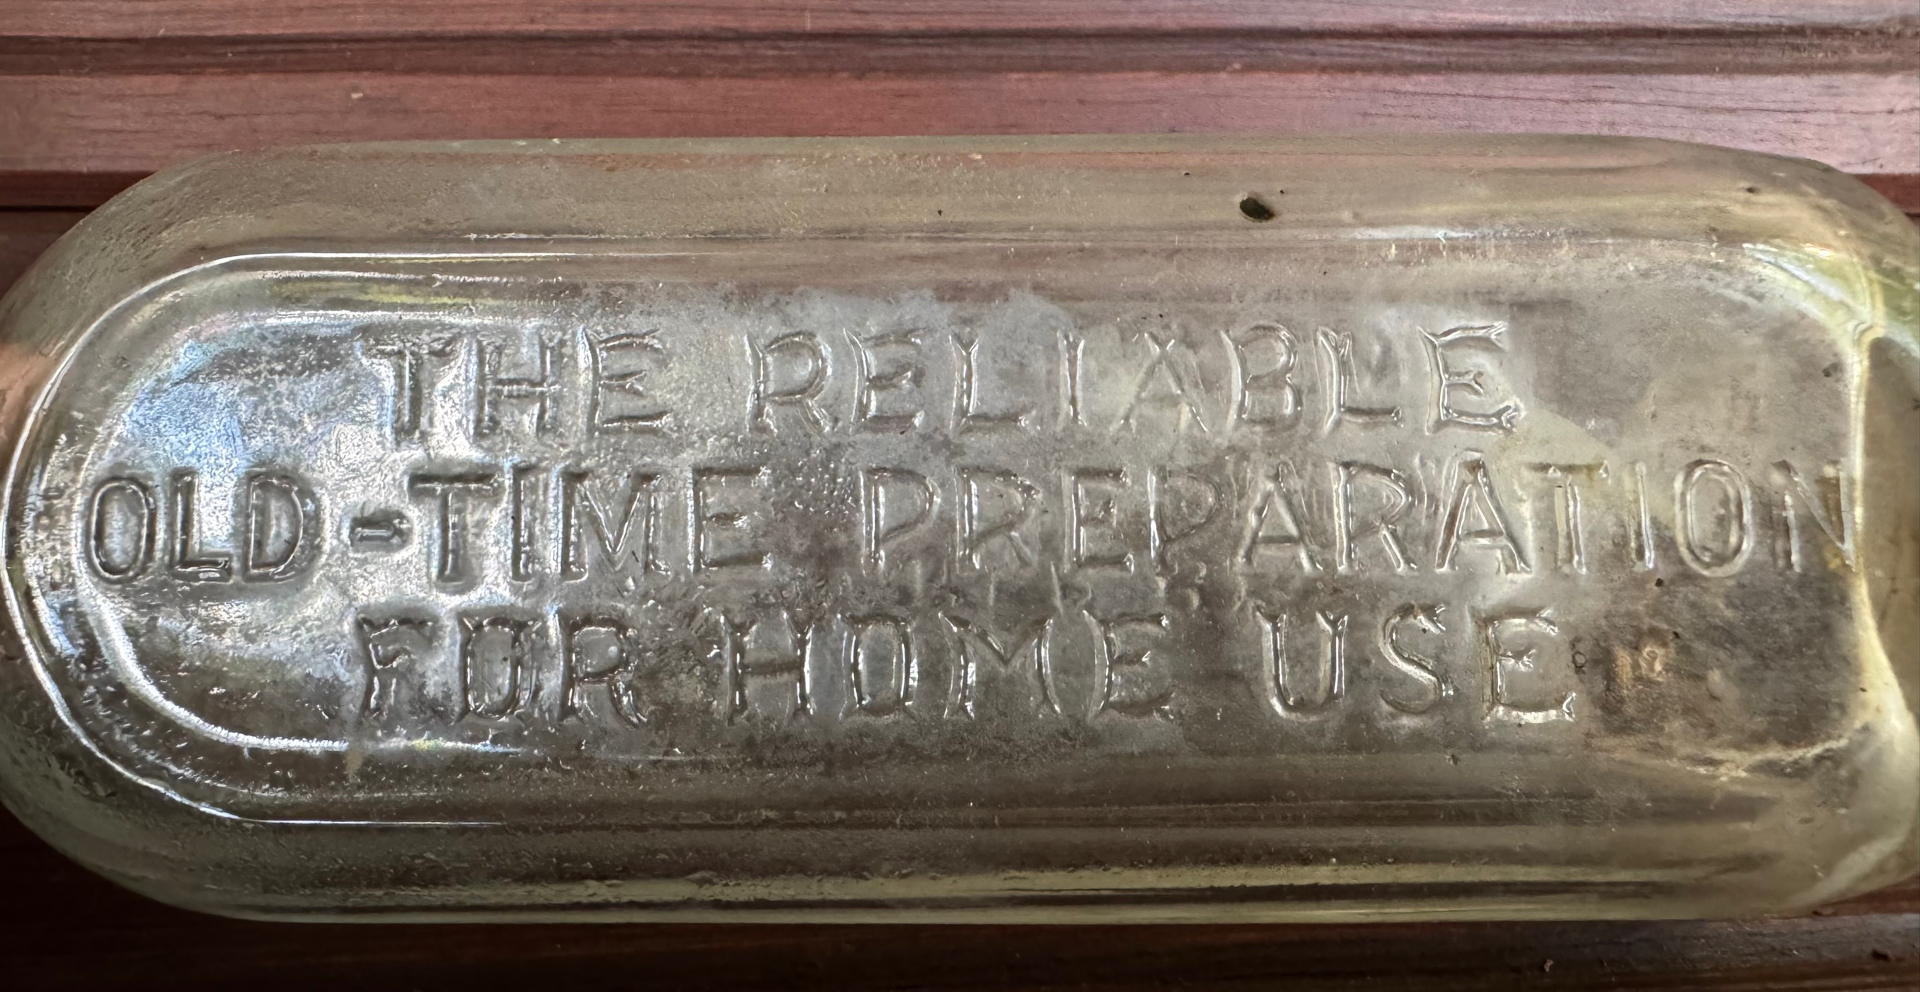 THE RELIABLE
OLD-TIME PREPARATION
FOR HOME USE